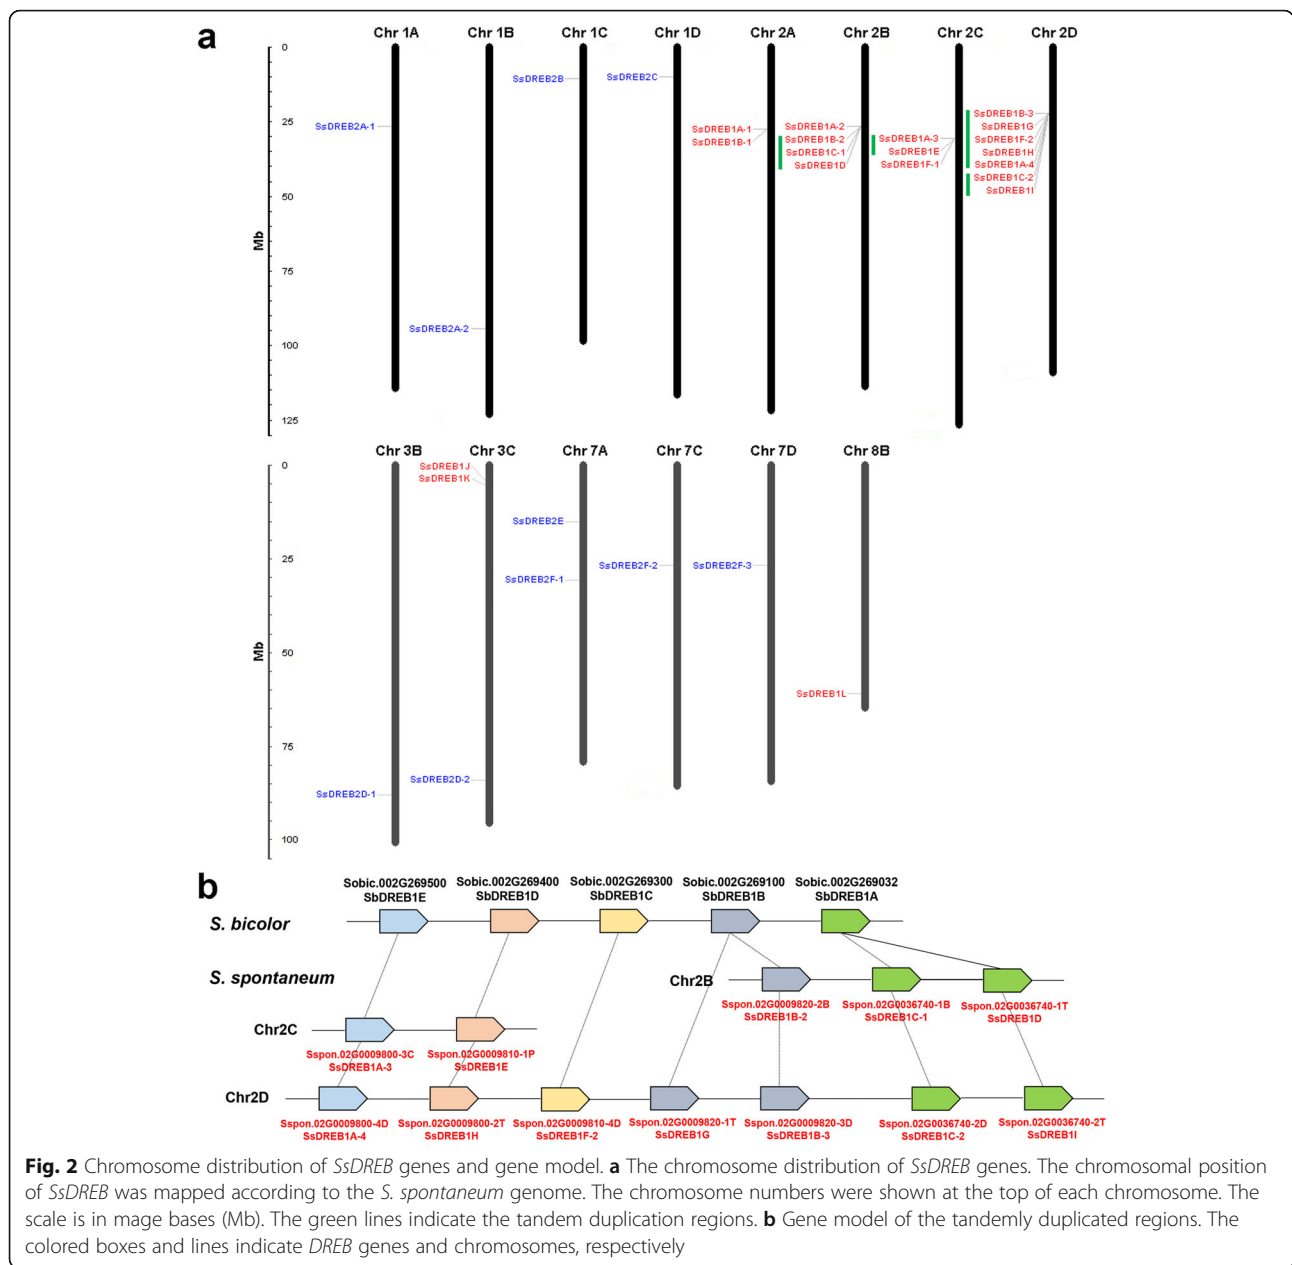 a
Chr 1A Chr 1B Chr 1C Chr 1D Chr 2A Chr 2B Chr 2C Chr 2D
0
25
50
75
100
125
Mb
SsDREB2A-1
SsDREB2A-2
SsDREB2B
SsDREB2C
SsDREB1A-1
SsDREB1B-1
SsDREB1A-2
SsDREB1B-2
SsDREB1C-1
SsDREB1D
SsDREB1A-3
SsDREB1E
SsDREB1F-1
SsDREB1B-3
SsDREB1G
SsDREB1F-2
SsDREB1H
SsDREB1A-4
SsDREB1C-2
SsDREB1I
Chr 3B Chr 3C Chr 7A Chr 7C Chr 7D Chr 8B
0
25
50
75
100
Mb
SsDREB2D-1
SsDREB1J
SsDREB1K
SsDREB2D-2
SsDREB2E
SsDREB2F-1
SsDREB2F-2
SsDREB2F-3
SsDREB1L
b
Sobic.002G269500 Sobic.002G269400 Sobic.002G269300 Sobic.002G269100 Sobic.002G269032
SbDREB1E SbDREB1D SbDREB1C SbDREB1B SbDREB1A
S. bicolor
S. spontaneum
Chr2B
Sspon.02G0009820-2B Sspon.02G0036740-1B Sspon.02G0036740-1T
SsDREB1B-2 SsDREB1C-1 SsDREB1D
Chr2C
Sspon.02G0009800-3C Sspon.02G0009810-1P
SsDREB1A-3 SsDREB1E
Chr2D
Sspon.02G0009800-4D Sspon.02G0009800-2T Sspon.02G0009810-4D Sspon.02G0009820-1T Sspon.02G0009820-3D Sspon.02G0036740-2D Sspon.02G0036740-2T
SsDREB1A-4 SsDREB1H SsDREB1F-2 SsDREB1G SsDREB1B-3 SsDREB1C-2 SsDREB1I
Fig. 2 Chromosome distribution of SsDREB genes and gene model. a The chromosome distribution of SsDREB genes. The chromosomal position
of SsDREB was mapped according to the S. spontaneum genome. The chromosome numbers were shown at the top of each chromosome. The
scale is in mage bases (Mb). The green lines indicate the tandem duplication regions. b Gene model of the tandemly duplicated regions. The
colored boxes and lines indicate DREB genes and chromosomes, respectively